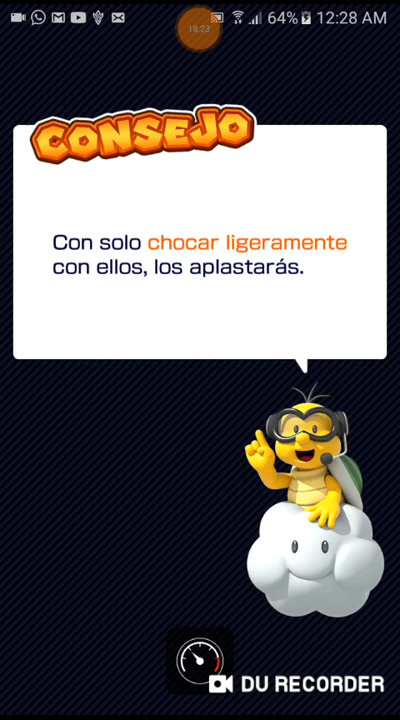 18:23
64% 12:28 AM
CONSEJO
Con solo chocar ligeramente
con ellos, los aplastarás.
DU RECORDER